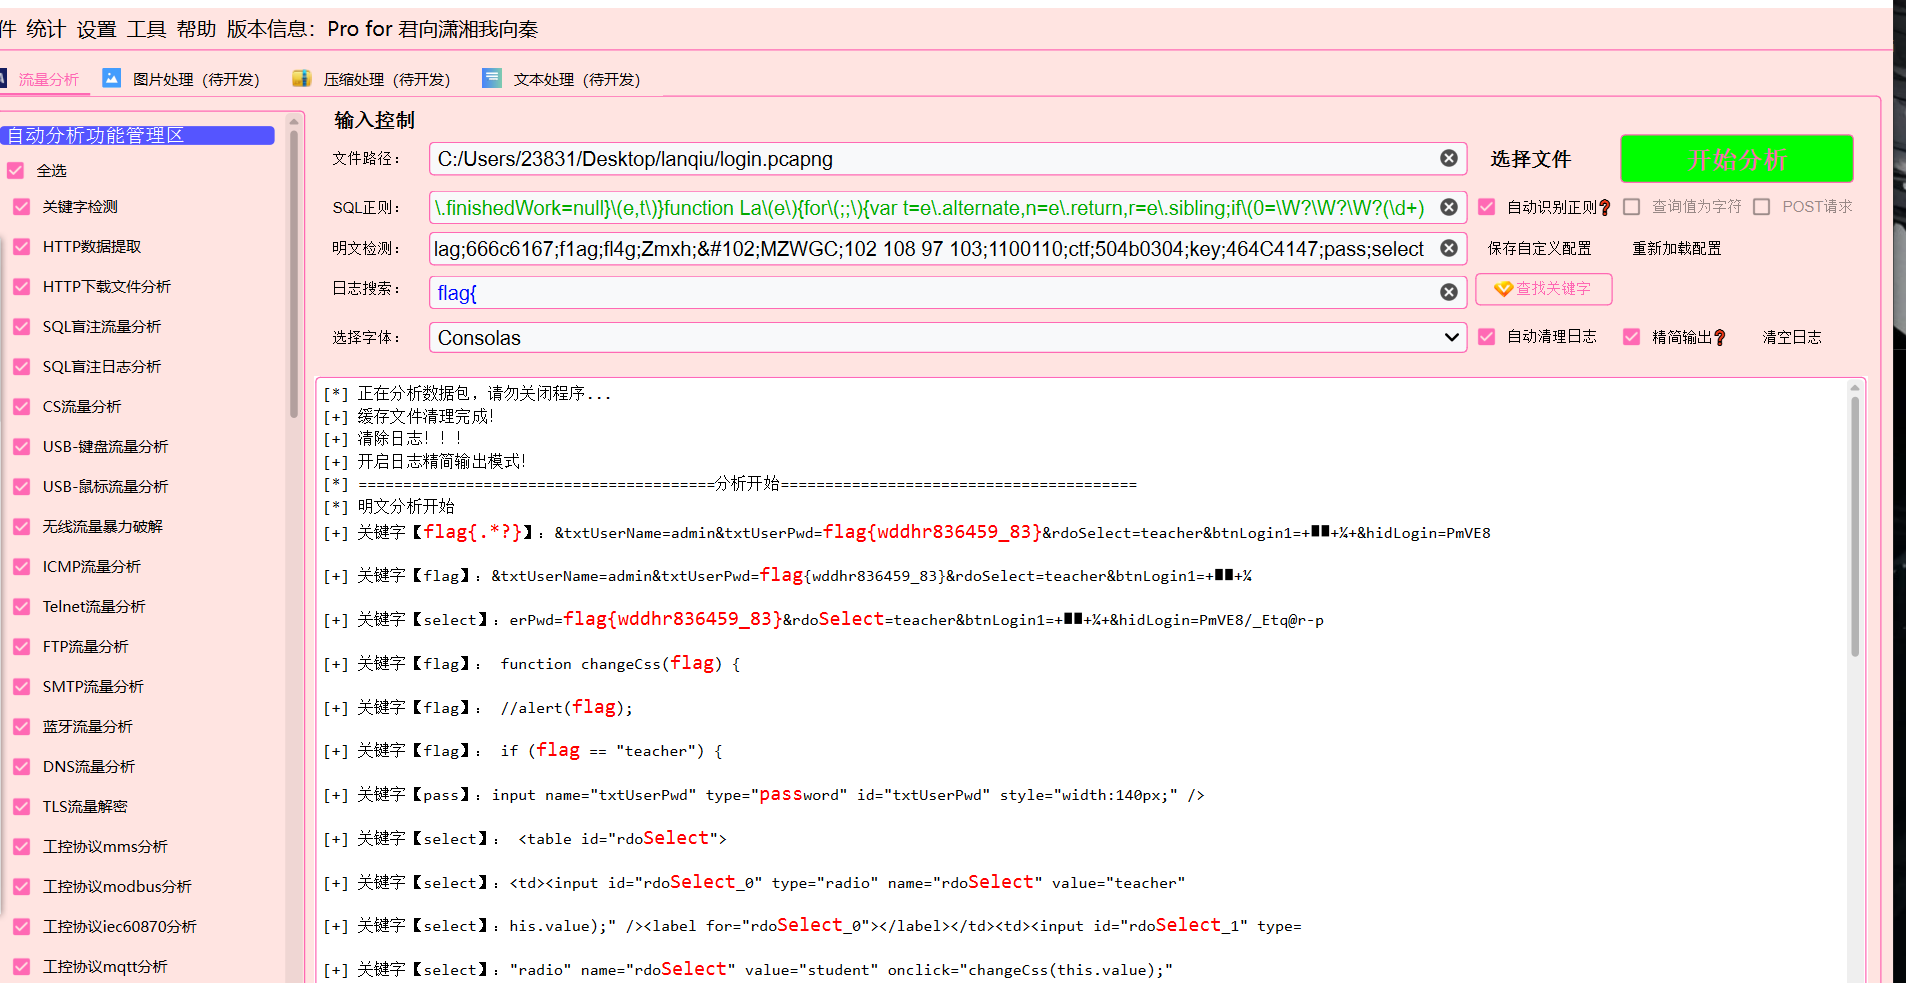 件 统计 设置 工具 帮助 版本信息：Pro for 君向潇湘我向秦
流量分析 图片处理（待开发） 压缩处理（待开发） 文本处理（待开发）
自动分析功能管理区
全选
关键字检测
HTTP数据提取
HTTP下载文件分析
SQL盲注流量分析
SQL盲注日志分析
CS流量分析
USB-键盘流量分析
USB-鼠标流量分析
无线流量暴力破解
ICMP流量分析
Telnet流量分析
FTP流量分析
SMTP流量分析
蓝牙流量分析
DNS流量分析
TLS流量解密
工控协议mms分析
工控协议modbus分析
工控协议iec60870分析
工控协议mqtt分析
输入控制
文件路径： C:/Users/23831/Desktop/lanqiu/login.pcapng 选择文件 开始分析
SQL正则： \.finishedWork=null}\(e,t\)}function La\(e\){for\(;;\){var t=e\.alternate,n=e\.return,r=e\.sibling;if\(0=\W?\W?\W?(\d+) 自动识别正则? 查询值为字符 POST请求
明文检测： lag;666c6167;f1ag;fl4g;Zmxh;&#102;MZWGC;102 108 97 103;1100110;ctf;504b0304;key;464C4147;pass;select 保存自定义配置 重新加载配置
日志搜索： flag{ 查找关键字
选择字体： Consolas 自动清理日志 精简输出? 清空日志
[*] 正在分析数据包，请勿关闭程序...
[+] 缓存文件清理完成！
[+] 清除日志！！！
[+] 开启日志精简输出模式！
[*] ========================================分析开始========================================
[*] 明文分析开始
[+] 关键字【flag{.*?}】：&txtUserName=admin&txtUserPwd=flag{wddhr836459_83}&rdoSelect=teacher&btnLogin1=+■■+¼+&hidLogin=PmVE8
[+] 关键字【flag】：&txtUserName=admin&txtUserPwd=flag{wddhr836459_83}&rdoSelect=teacher&btnLogin1=+■■+¼
[+] 关键字【select】：erPwd=flag{wddhr836459_83}&rdoSelect=teacher&btnLogin1=+■■+¼+&hidLogin=PmVE8/_Etq@r-p
[+] 关键字【flag】： function changeCss(flag) {
[+] 关键字【flag】： //alert(flag);
[+] 关键字【flag】： if (flag == "teacher") {
[+] 关键字【pass】：input name="txtUserPwd" type="password" id="txtUserPwd" style="width:140px;" />
[+] 关键字【select】： <table id="rdoSelect">
[+] 关键字【select】：<td><input id="rdoSelect_0" type="radio" name="rdoSelect" value="teacher"
[+] 关键字【select】：his.value);" /><label for="rdoSelect_0"></label></td><td><input id="rdoSelect_1" type=
[+] 关键字【select】："radio" name="rdoSelect" value="student" onclick="changeCss(this.value);"